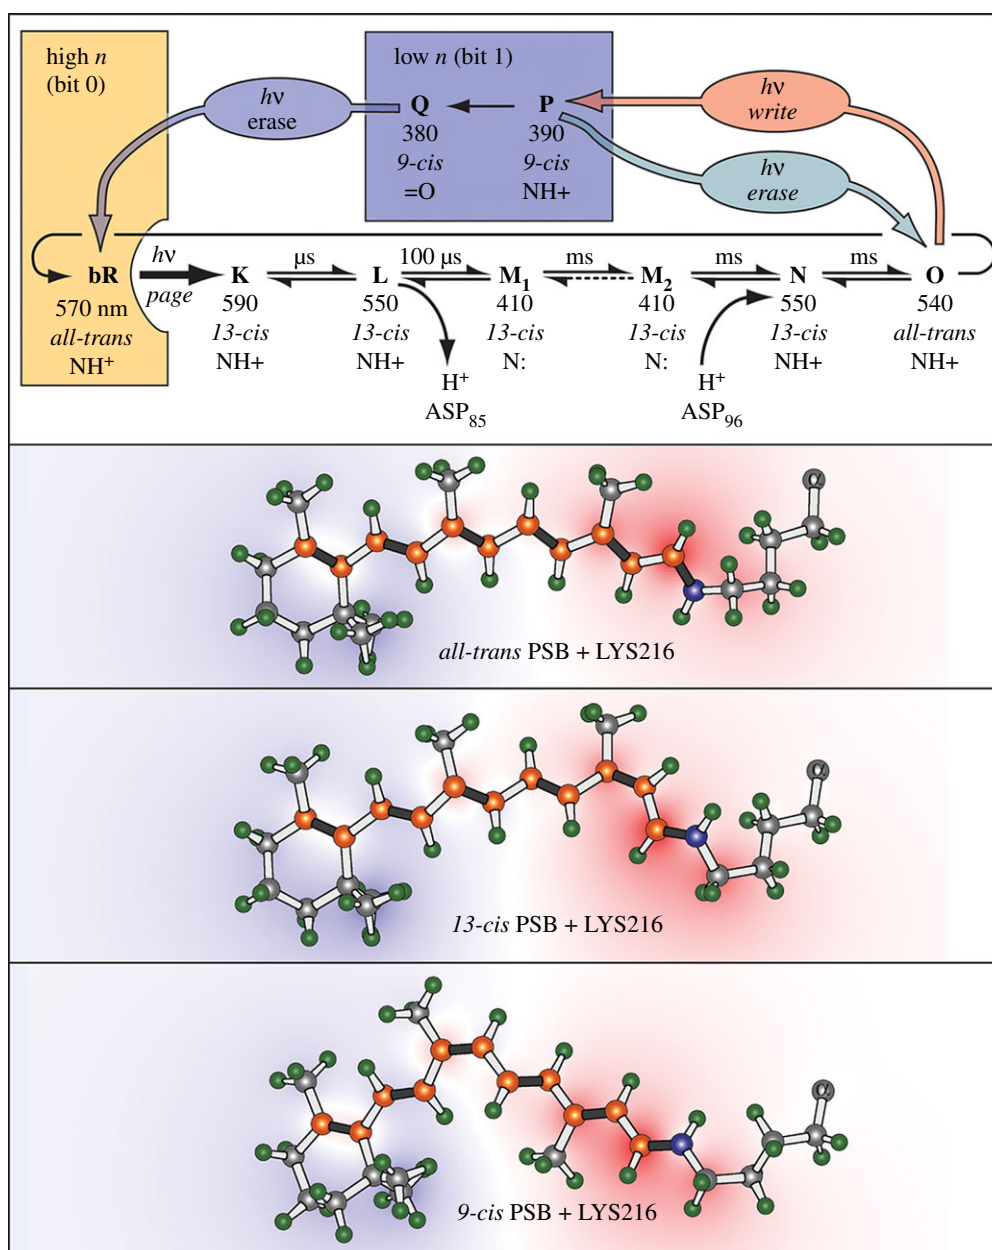 high n
(bit 0)
low n (bit 1)
hν
erase
Q
380
9-cis
=O
P
390
9-cis
NH+
hν
write
hν
erase
bR
570 nm
all-trans
NH⁺
hν
page
K
590
13-cis
NH+
μs
L
550
13-cis
NH+
100 μs
H⁺
ASP₈₅
M₁
410
13-cis
N:
ms
M₂
410
13-cis
N:
ms
H⁺
ASP₉₆
N
550
13-cis
NH+
ms
O
540
all-trans
NH+
all-trans PSB + LYS216
13-cis PSB + LYS216
9-cis PSB + LYS216